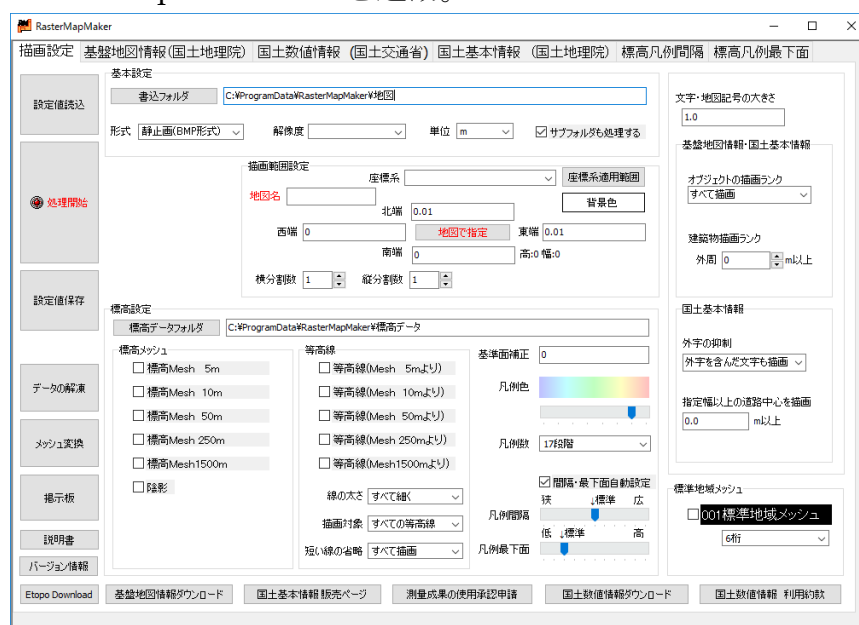 RasterMapMaker
描画設定 基盤地図情報(国土地理院) 国土数値情報 (国土交通省) 国土基本情報 (国土地理院) 標高凡例間隔 標高凡例最下面
基本設定
設定値読込
書込フォルダ C:¥ProgramData¥RasterMapMaker¥地図
形式 静止画(BMP形式) 解像度 単位 m サブフォルダも処理する
文字・地図記号の大きさ
1.0
基盤地図情報・国土基本情報
オブジェクトの描画ランク
すべて描画
建築物描画ランク
外周 0 m以上
処理開始
描画範囲設定
座標系 座標系適用範囲
地図名
背景色
北端 0.01
西端 0 地図で指定 東端 0.01
南端 0 高:0 幅:0
横分割数 1 縦分割数 1
設定値保存
標高設定
標高データフォルダ C:¥ProgramData¥RasterMapMaker¥標高データ
国土基本情報
外字の抑制
外字を含んだ文字も描画
指定幅以上の道路中心を描画
0.0 m以上
標高メッシュ
標高Mesh 5m
標高Mesh 10m
標高Mesh 50m
標高Mesh 250m
標高Mesh1500m
陰影
等高線
等高線(Mesh 5mより)
等高線(Mesh 10mより)
等高線(Mesh 50mより)
等高線(Mesh 250mより)
等高線(Mesh1500mより)
線の太さ すべて細く
描画対象 すべての等高線
短い線の省略 すべて描画
基準面補正 0
凡例色
凡例数 17段階
間隔・最下面自動設定
狭 ↓標準 広
凡例間隔
低 ↓標準 高
凡例最下面
標準地域メッシュ
001標準地域メッシュ
6桁
データの解凍
メッシュ変換
掲示板
説明書
バージョン情報
Etopo Download 基盤地図情報ダウンロード 国土基本情報 販売ページ 測量成果の使用承認申請 国土数値情報ダウンロード 国土数値情報 利用約款